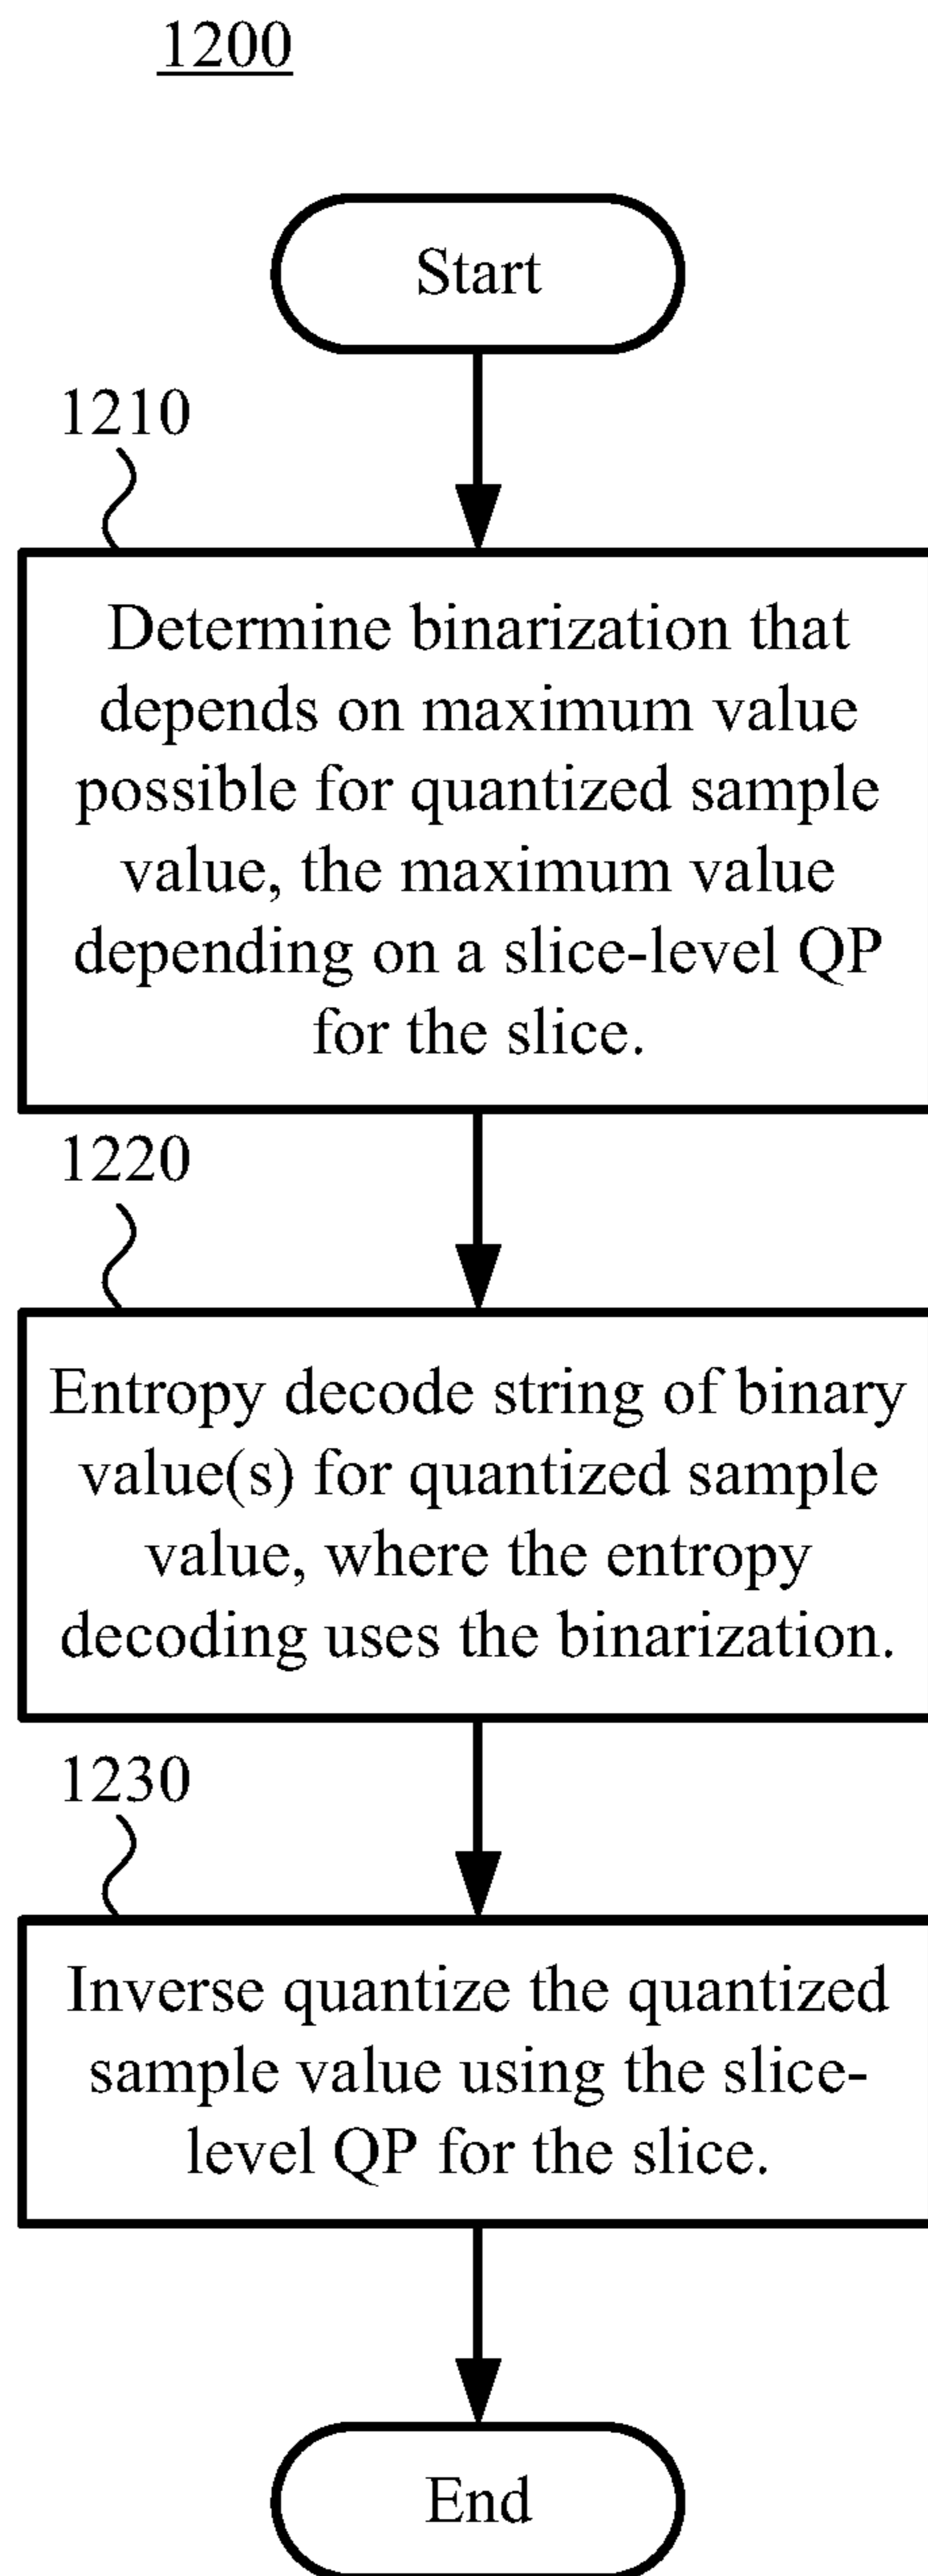 1200
Start
1210
Determine binarization that
depends on maximum value
possible for quantized sample
value, the maximum value
depending on a slice-level QP
for the slice.
1220
Entropy decode string of binary
value(s) for quantized sample
value, where the entropy
decoding uses the binarization.
1230
Inverse quantize the quantized
sample value using the slice-
level QP for the slice.
End